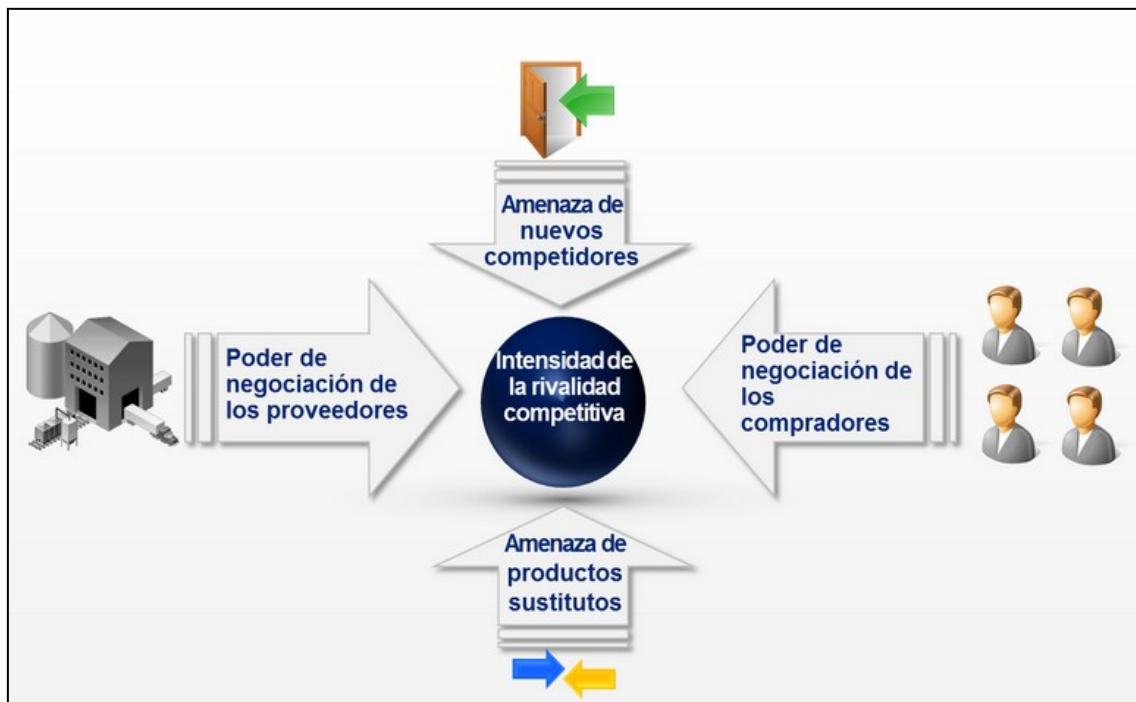 Amenaza de
nuevos
competidores
Poder de
negociación de
los proveedores
Intensidad de
la rivalidad
competitiva
Poder de
negociación de
los
compradores
Amenaza de
productos
sustitutos